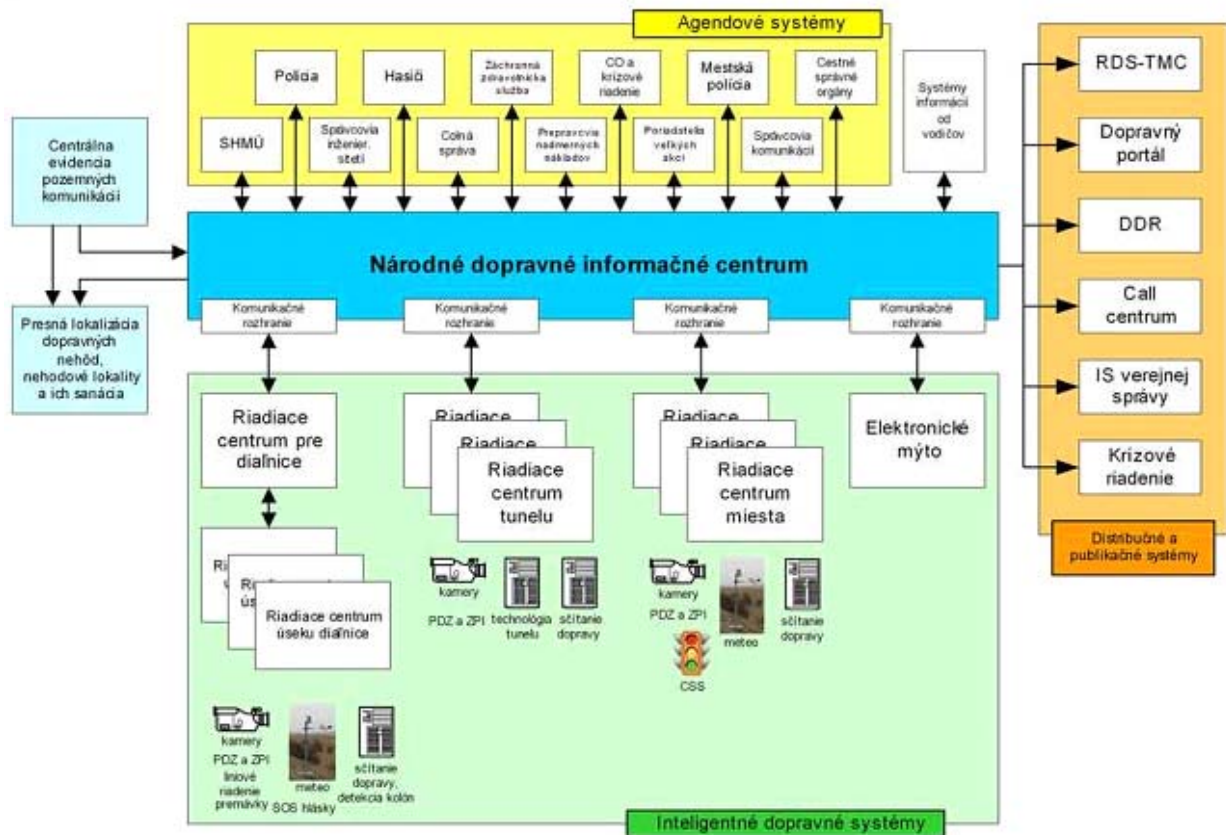 Agendové systémy
Polícia
Hasiči
Záchranná
zdravotnícka
služba
CO a
krízové
riadenie
Mestská
polícia
Cestné
správne
orgány
SHMÚ
Správcovia
inžinier.
sietí
Colná
správa
Prepravcovia
nadmerných
nákladov
Poriadatelia
veľkých
akcí
Správcovia
komunikácií
Systémy
informácií
od
vodičov
Centrálna
evidencia
pozemných
komunikácií
Presná lokalizácia
dopravných
nehôd,
nehodové lokality
a ich sanácia
Národné dopravné informačné centrum
Komunikačné
rozhranie
Komunikačné
rozhranie
Komunikačné
rozhranie
Komunikačné
rozhranie
Riadiace
centrum pre
diaľnice
Riadiace
Riadiace
centrum
tunelu
Riadiace
Riadiace
centrum
miesta
Elektronické
mýto
Riadiace centrum
úseku diaľnice
kamery
PDZ a ZPI
technológia
tunelu
sčítanie
dopravy
kamery
PDZ a ZPI
meteo
sčítanie
dopravy
CSS
kamery
PDZ a ZPI
líniové
riadenie
premávky
meteo
SOS hlásky
sčítanie
dopravy,
detekcia kolón
Inteligentné dopravné systémy
RDS-TMC
Dopravný
portál
DDR
Call
centrum
IS verejnej
správy
Krízové
riadenie
Distribučné a
publikačné systémy